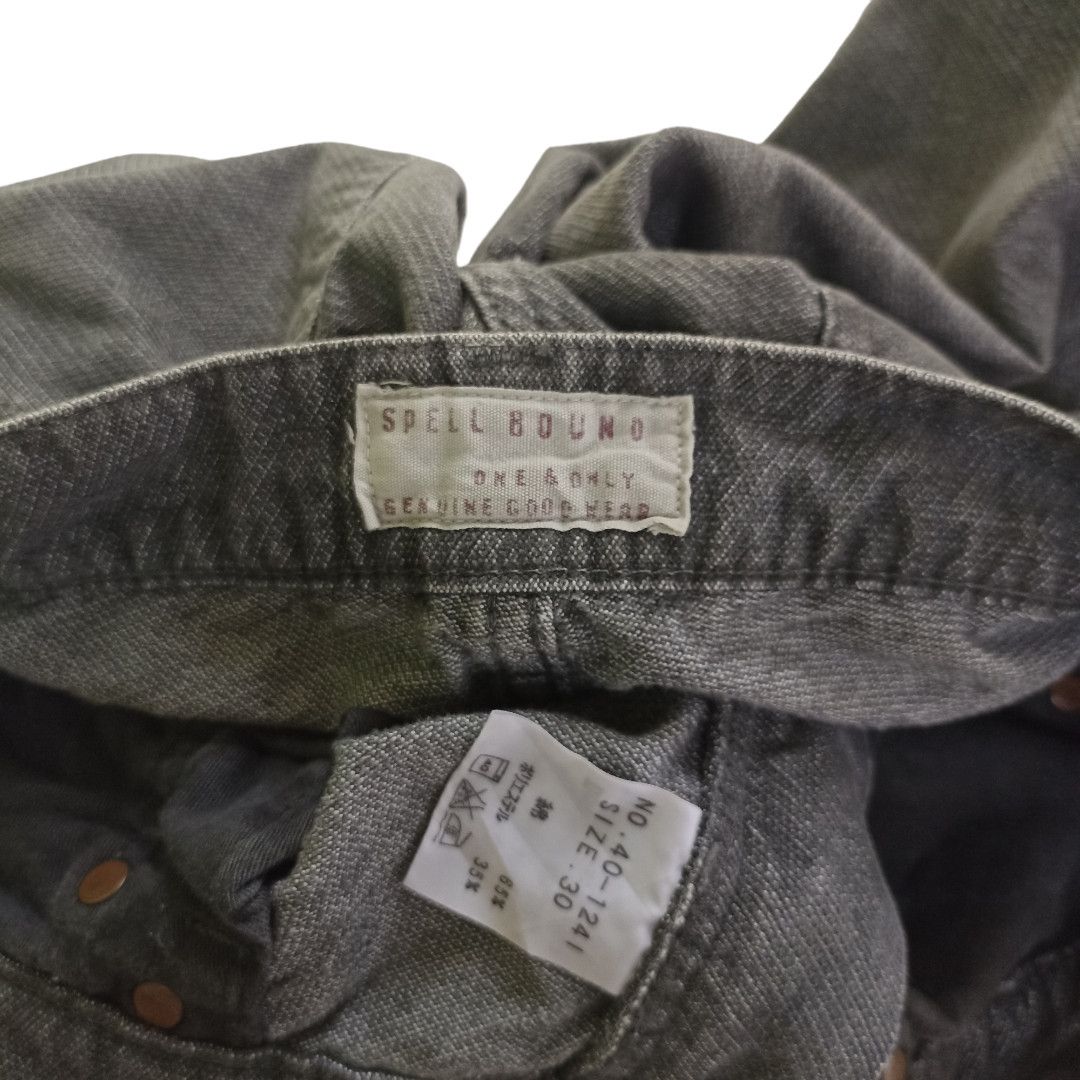 SPELL BOUND
ONE & ONLY
GENUINE GOOD WEAR
NO.40-1241
SIZE.30
綿 65%
ポリエステル 35%
40